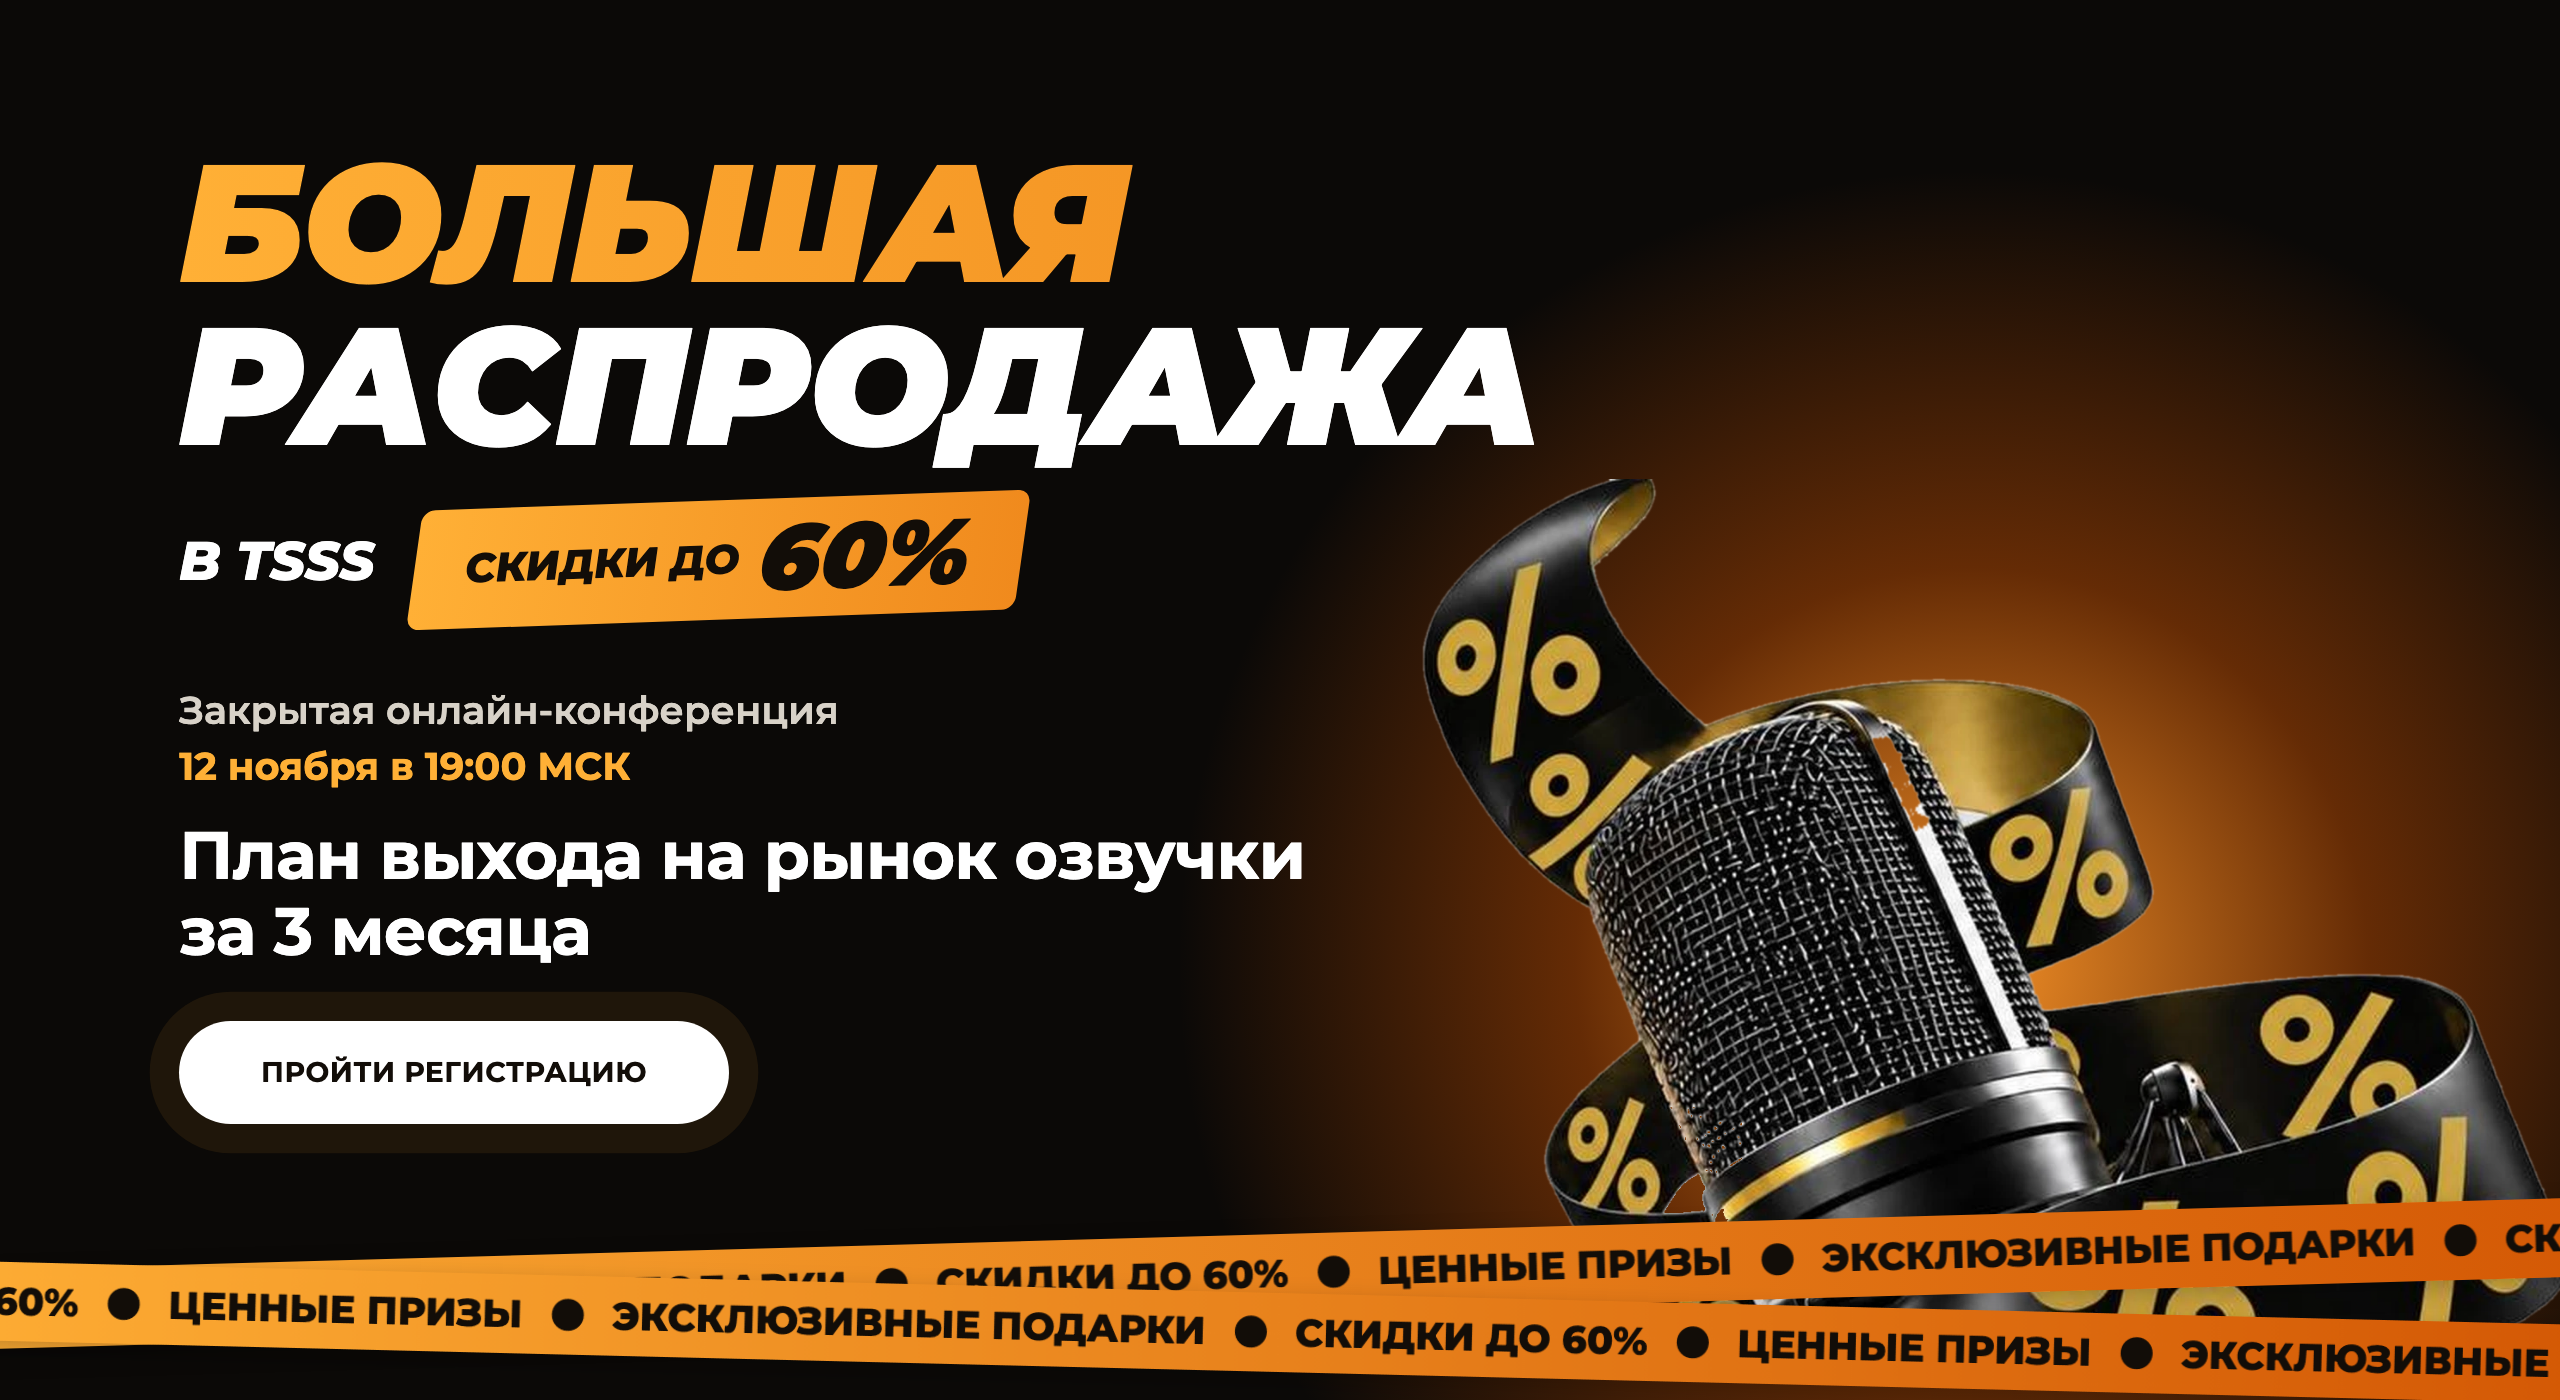 БОЛЬШАЯ
РАСПРОДАЖА
В TSSS
СКИДКИ ДО 60%
Закрытая онлайн-конференция
12 ноября в 19:00 МСК
План выхода на рынок озвучки
за 3 месяца
ПРОЙТИ РЕГИСТРАЦИЮ
% % % % % %
ПОДАРКИ ● СКИДКИ ДО 60% ● ЦЕННЫЕ ПРИЗЫ ● ЭКСКЛЮЗИВНЫЕ ПОДАРКИ ● СК
60% ● ЦЕННЫЕ ПРИЗЫ ● ЭКСКЛЮЗИВНЫЕ ПОДАРКИ ● СКИДКИ ДО 60% ● ЦЕННЫЕ ПРИЗЫ ● ЭКСКЛЮЗИВНЫЕ